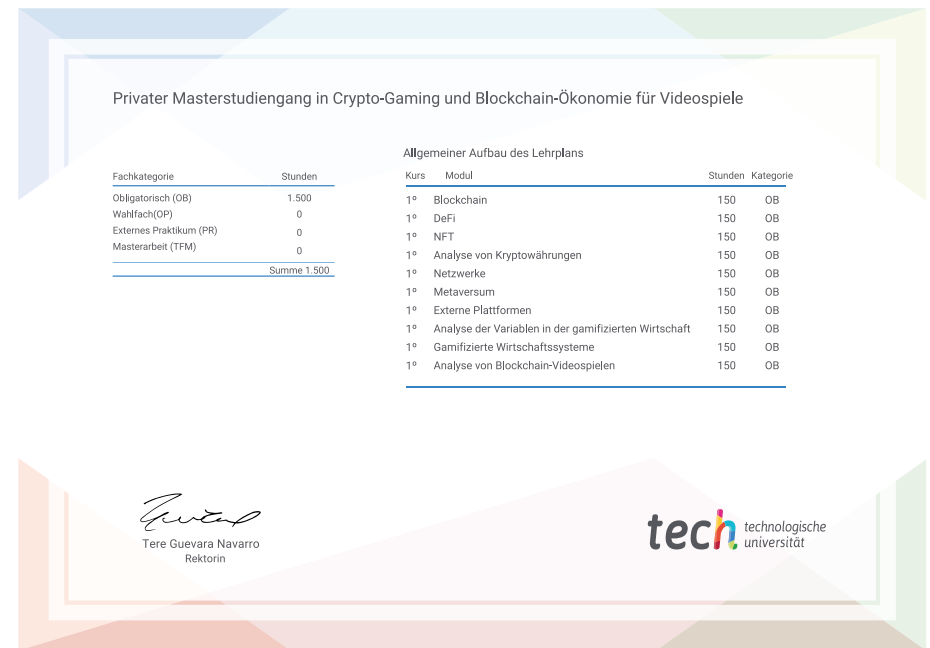 Privater Masterstudiengang in Crypto-Gaming und Blockchain-Ökonomie für Videospiele
Fachkategorie Stunden
Obligatorisch (OB) 1.500
Wahlfach(OP) 0
Externes Praktikum (PR) 0
Masterarbeit (TFM) 0
Summe 1.500
Allgemeiner Aufbau des Lehrplans
Kurs Modul Stunden Kategorie
1º Blockchain 150 OB
1º DeFi 150 OB
1º NFT 150 OB
1º Analyse von Kryptowährungen 150 OB
1º Netzwerke 150 OB
1º Metaversum 150 OB
1º Externe Plattformen 150 OB
1º Analyse der Variablen in der gamifizierten Wirtschaft 150 OB
1º Gamifizierte Wirtschaftssysteme 150 OB
1º Analyse von Blockchain-Videospielen 150 OB
Tere Guevara Navarro
Rektorin
tech technologische
universität